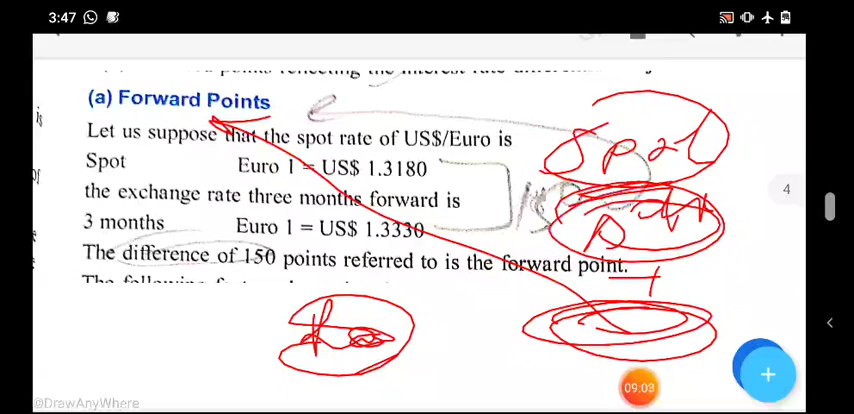 3:47
(a) Forward Points
Let us suppose that the spot rate of US$/Euro is
Spot Euro 1 = US$ 1.3180
the exchange rate three months forward is
3 months Euro 1 = US$ 1.3330
The difference of 150 points referred to is the forward point.
Spot
4
09:03
@DrawAnyWhere